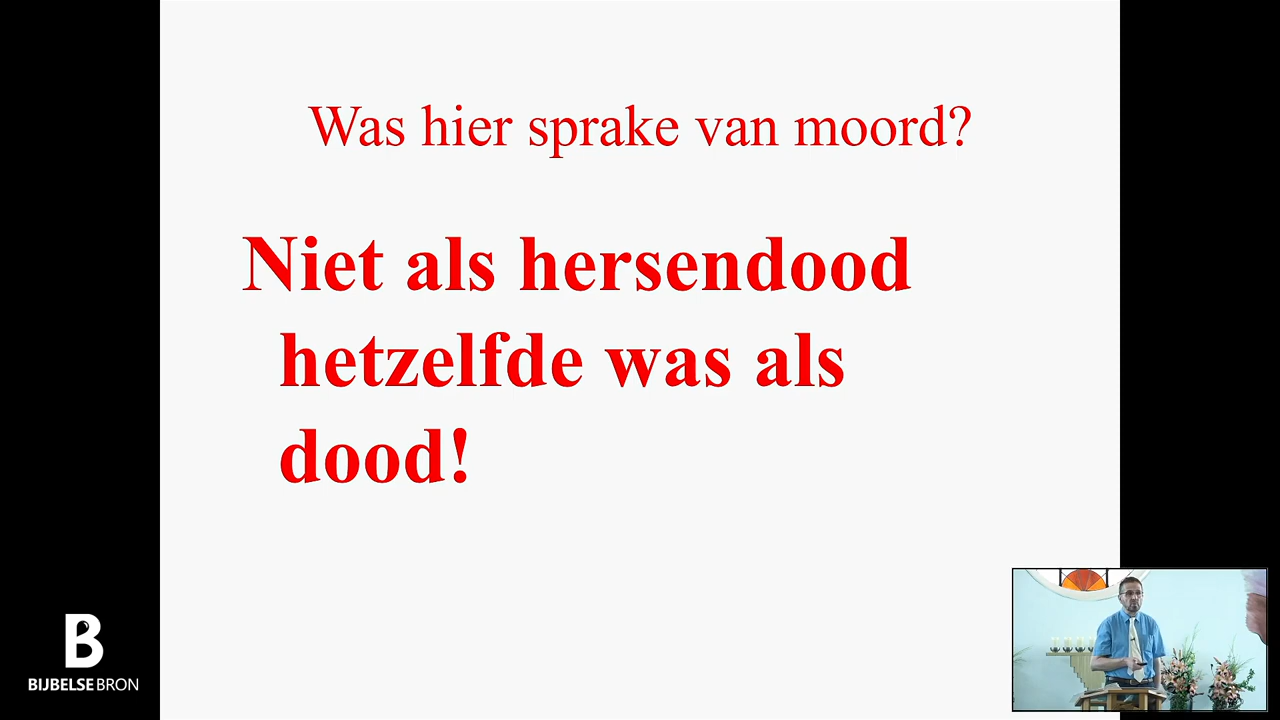 Was hier sprake van moord?
Niet als hersendood
hetzelfde was als
dood!
B
BIJBELSE BRON